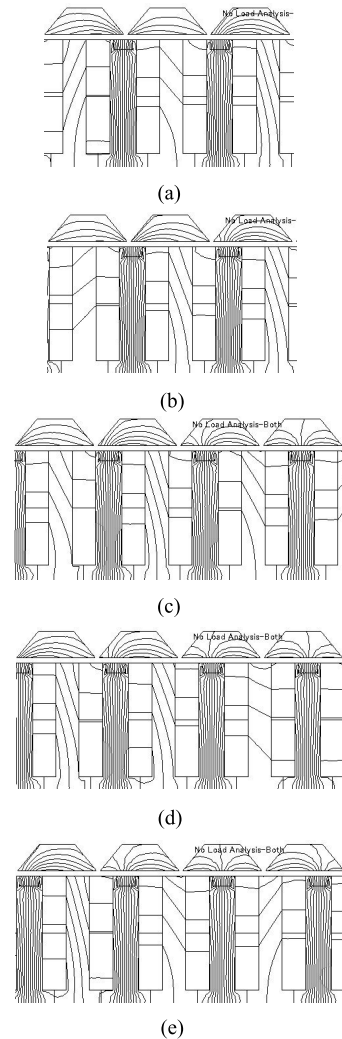 No Load Analysis-
(a)
No Load Analysis-
(b)
No Load Analysis-Both
(c)
No Load Analysis-Both
(d)
No Load Analysis-Both
(e)